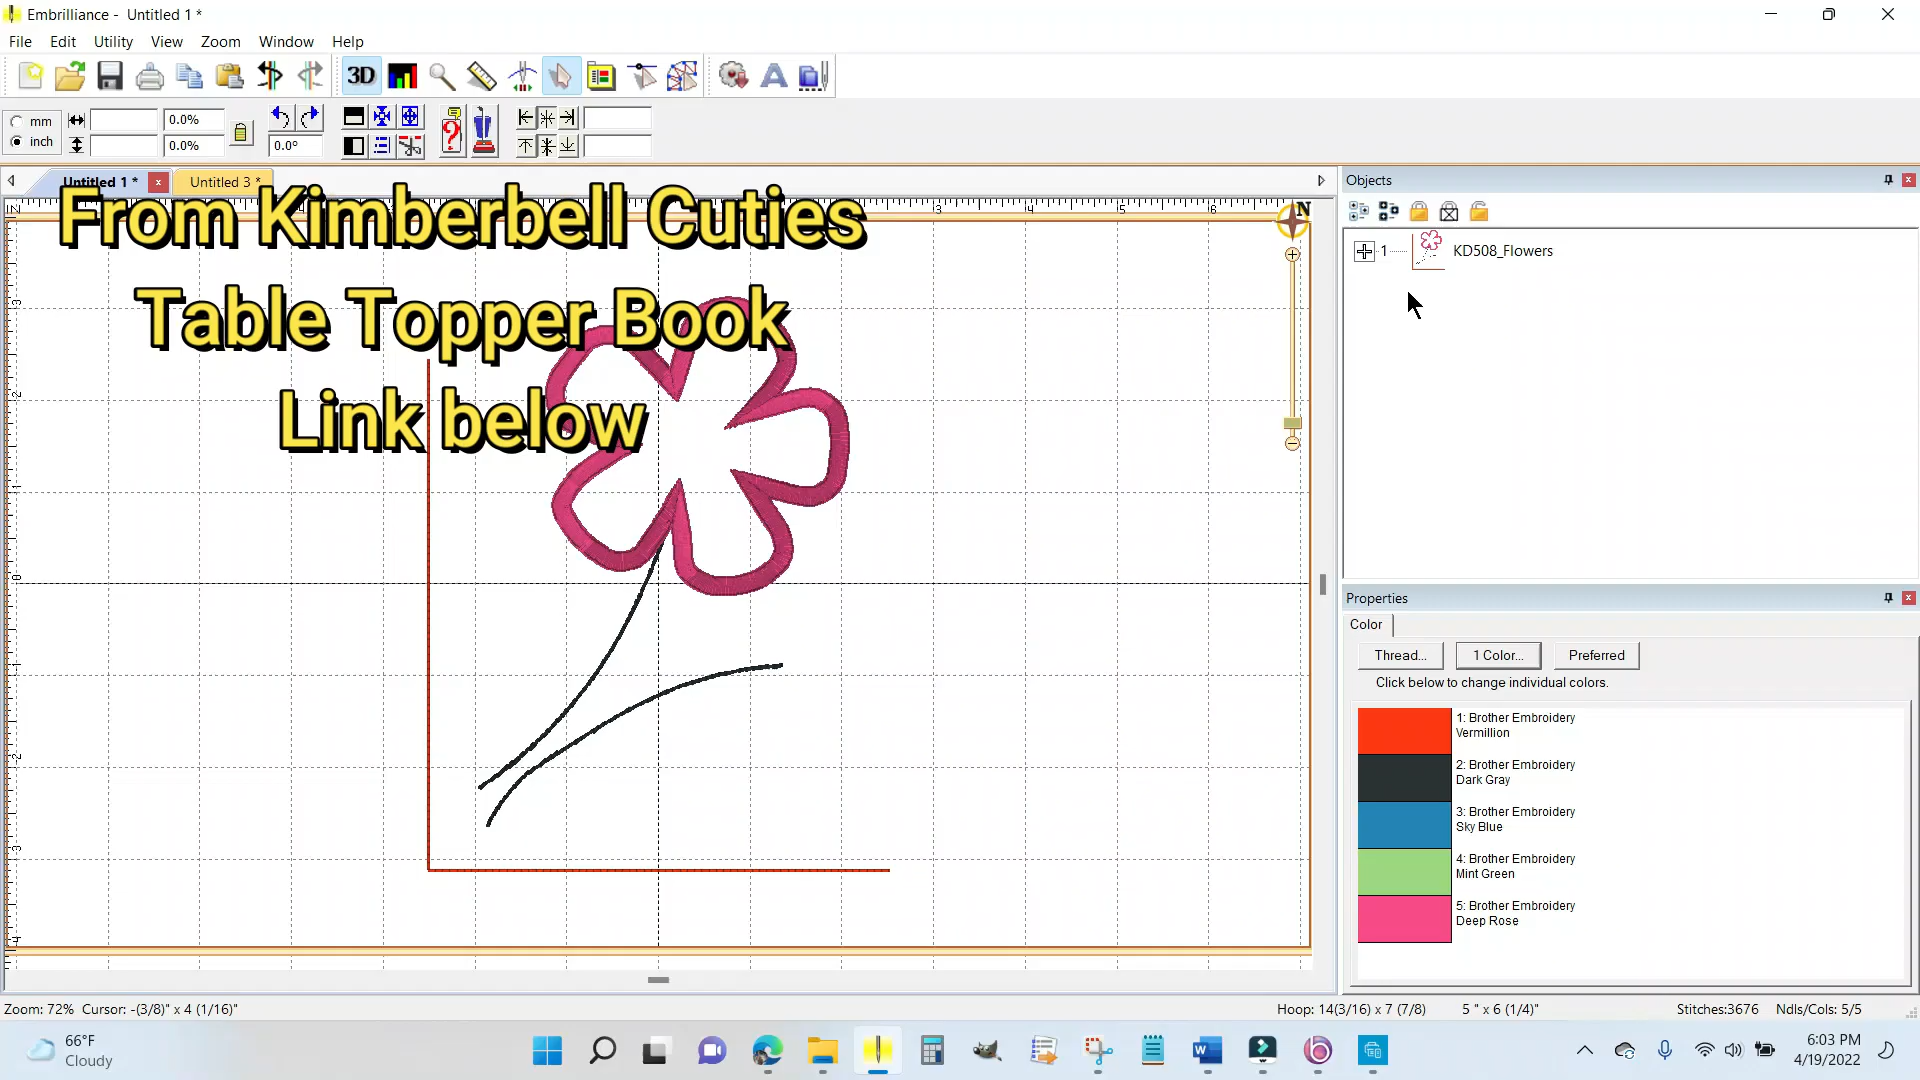 Embrilliance - Untitled 1 *
File Edit Utility View Zoom Window Help
3D
mm
0.0%
inch
0.0%
0.0°
Untitled 1 *
Untitled 3 *
From Kimberbell Cuties
Table Topper Book
Link below
N
Objects
1
KD508_Flowers
Properties
Color
Thread...
1 Color...
Preferred
Click below to change individual colors.
1: Brother Embroidery
Vermillion
2: Brother Embroidery
Dark Gray
3: Brother Embroidery
Sky Blue
4: Brother Embroidery
Mint Green
5: Brother Embroidery
Deep Rose
Zoom: 72% Cursor: -(3/8)" x 4 (1/16)"
Hoop: 14(3/16) x 7 (7/8)
5 " x 6 (1/4)"
Stitches:3676
Ndls/Cols: 5/5
66°F
Cloudy
6:03 PM
4/19/2022